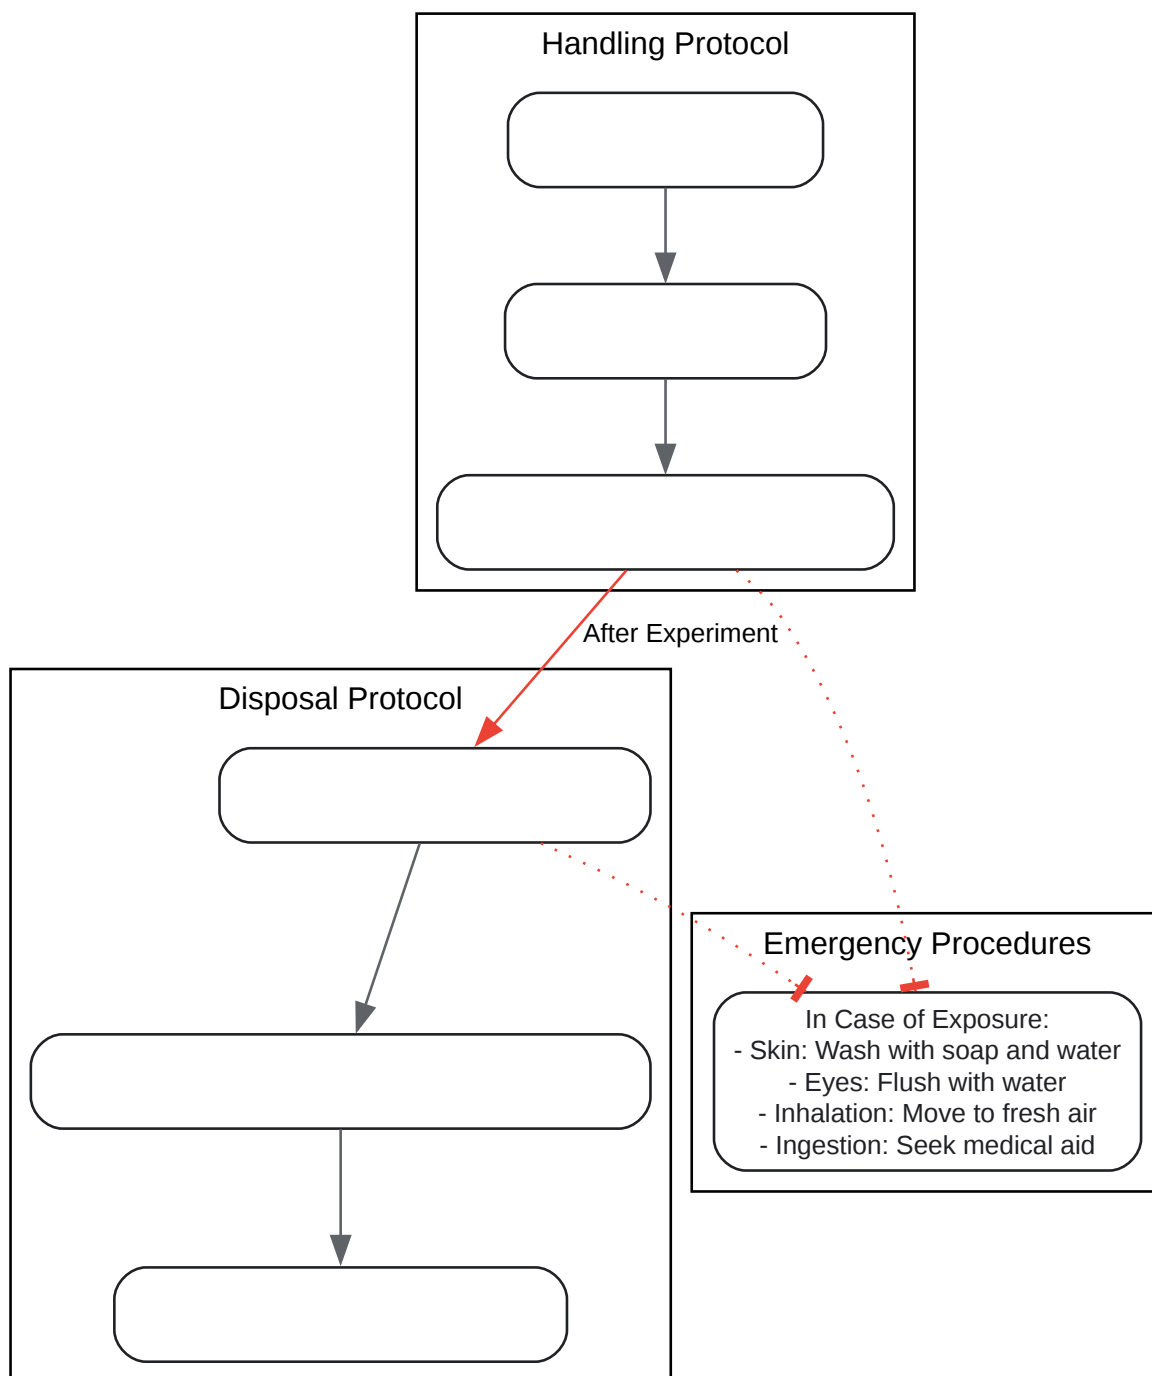 Handling Protocol
After Experiment
Disposal Protocol
Emergency Procedures
In Case of Exposure:
- Skin: Wash with soap and water
- Eyes: Flush with water
- Inhalation: Move to fresh air
- Ingestion: Seek medical aid